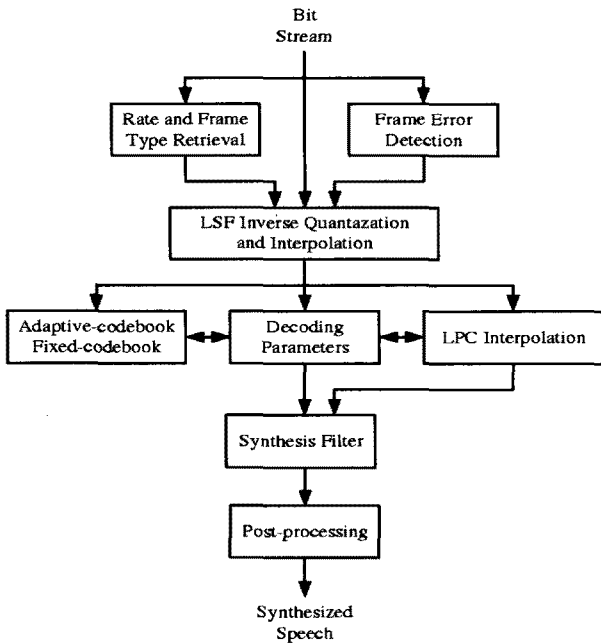 Bit
Stream
Rate and Frame
Type Retrieval
Frame Error
Detection
LSF Inverse Quantazation
and Interpolation
Adaptive-codebook
Fixed-codebook
Decoding
Parameters
LPC Interpolation
Synthesis Filter
Post-processing
Synthesized
Speech